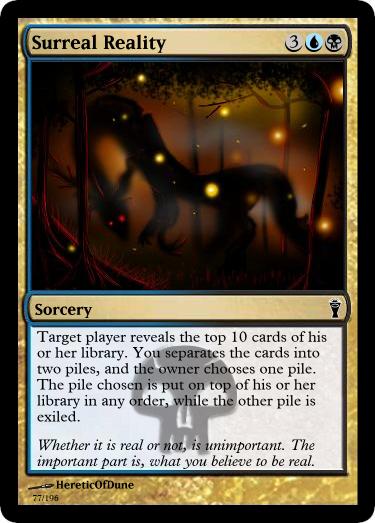 Surreal Reality 3
Sorcery
Target player reveals the top 10 cards of his
or her library. You separates the cards into
two piles, and the owner chooses one pile.
The pile chosen is put on top of his or her
library in any order, while the other pile is
exiled.
Whether it is real or not, is unimportant. The
important part is, what you believe to be real.
HereticOfDune
77/196